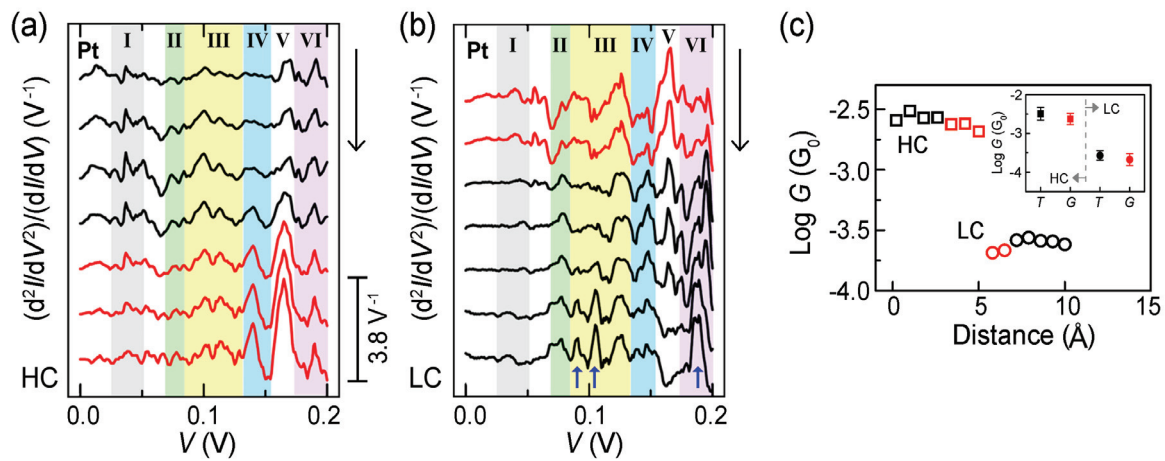 (a)
Pt
I II III IV V VI
(d²I/dV²)/(dI/dV) (V⁻¹)
HC
3.8 V⁻¹
0.0 0.1 0.2
V (V)
(b)
Pt
I II III IV V VI
(d²I/dV²)/(dI/dV) (V⁻¹)
LC
0.0 0.1 0.2
V (V)
(c)
Log G (G₀)
-2.5
-3.0
-3.5
-4.0
HC
LC
0 5 10 15
Distance (Å)
Log G (G₀)
-2
-3
-4
LC
HC
T G T G